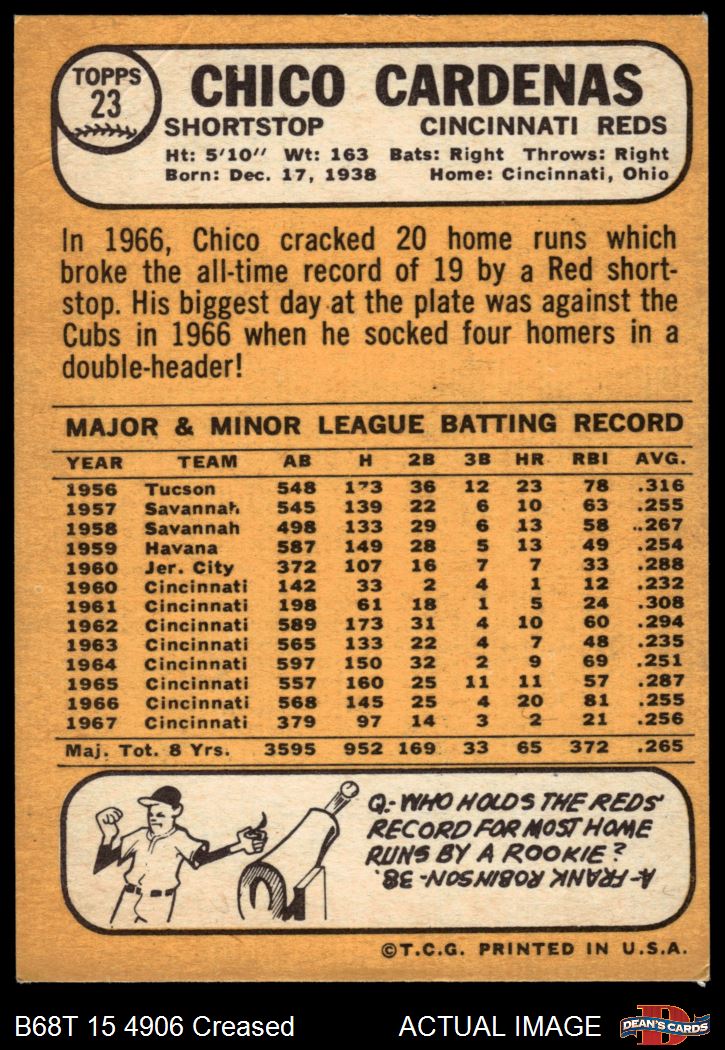 TOPPS
23
CHICO CARDENAS
SHORTSTOP CINCINNATI REDS
Ht: 5'10" Wt: 163 Bats: Right Throws: Right
Born: Dec. 17, 1938 Home: Cincinnati, Ohio
In 1966, Chico cracked 20 home runs which
broke the all-time record of 19 by a Red short-
stop. His biggest day at the plate was against the
Cubs in 1966 when he socked four homers in a
double-header!
MAJOR & MINOR LEAGUE BATTING RECORD
YEAR TEAM AB H 2B 3B HR RBI AVG.
1956 Tucson 548 173 36 12 23 78 .316
1957 Savannah 545 139 22 6 10 63 .255
1958 Savannah 498 133 29 6 13 58 .267
1959 Havana 587 149 28 5 13 49 .254
1960 Jer. City 372 107 16 7 7 33 .288
1960 Cincinnati 142 33 2 4 1 12 .232
1961 Cincinnati 198 61 18 1 5 24 .308
1962 Cincinnati 589 173 31 4 10 60 .294
1963 Cincinnati 565 133 22 4 7 48 .235
1964 Cincinnati 597 150 32 2 9 69 .251
1965 Cincinnati 557 160 25 11 11 57 .287
1966 Cincinnati 568 145 25 4 20 81 .255
1967 Cincinnati 379 97 14 3 2 21 .256
Maj. Tot. 8 Yrs. 3595 952 169 33 65 372 .265
Q-WHO HOLDS THE REDS'
RECORD FOR MOST HOME
RUNS BY A ROOKIE?
A-FRANK ROBINSON-38.
©T.C.G. PRINTED IN U.S.A.
B68T 15 4906 Creased ACTUAL IMAGE
D
DEAN'S CARDS